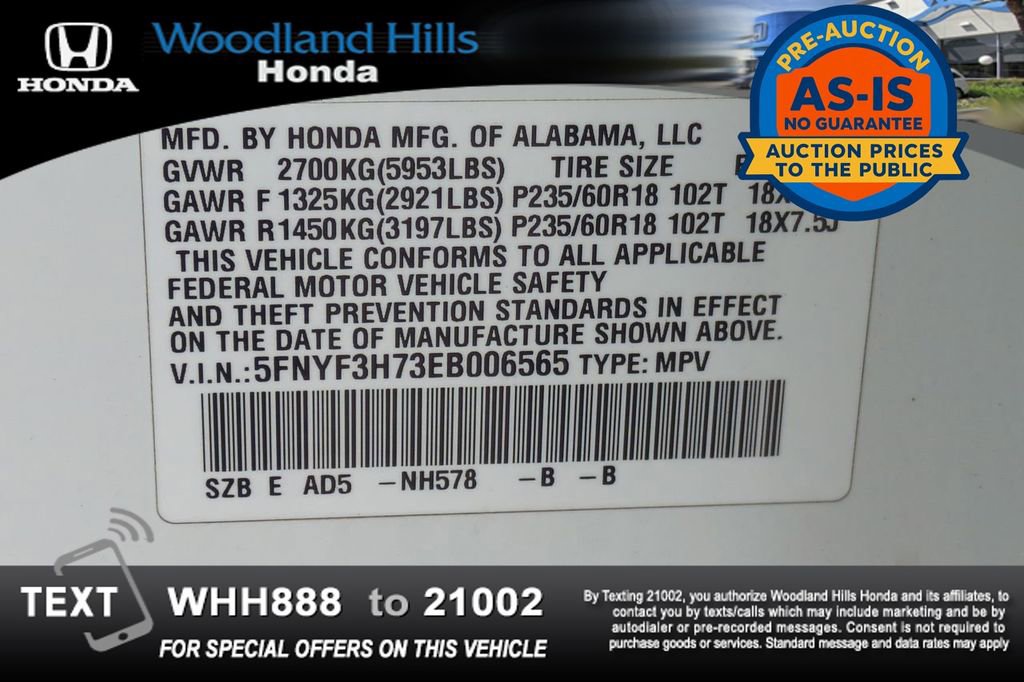 HONDA
Woodland Hills
Honda
PRE-AUCTION
AS-IS
NO GUARANTEE
AUCTION PRICES
TO THE PUBLIC
MFD. BY HONDA MFG. OF ALABAMA, LLC
GVWR 2700KG(5953LBS) TIRE SIZE
GAWR F 1325KG(2921LBS) P235/60R18 102T
GAWR R1450KG(3197LBS) P235/60R18 102T 18X7.5J
THIS VEHICLE CONFORMS TO ALL APPLICABLE
FEDERAL MOTOR VEHICLE SAFETY
AND THEFT PREVENTION STANDARDS IN EFFECT
ON THE DATE OF MANUFACTURE SHOWN ABOVE.
V.I.N.:5FNYF3H73EB006565 TYPE: MPV
SZB E AD5 -NH578 -B -B
TEXT WHH888 to 21002
FOR SPECIAL OFFERS ON THIS VEHICLE
By Texting 21002, you authorize Woodland Hills Honda and its affiliates, to
contact you by texts/calls which may include marketing and be by
autodialer or pre-recorded messages. Consent is not required to
purchase goods or services. Standard message and data rates may apply